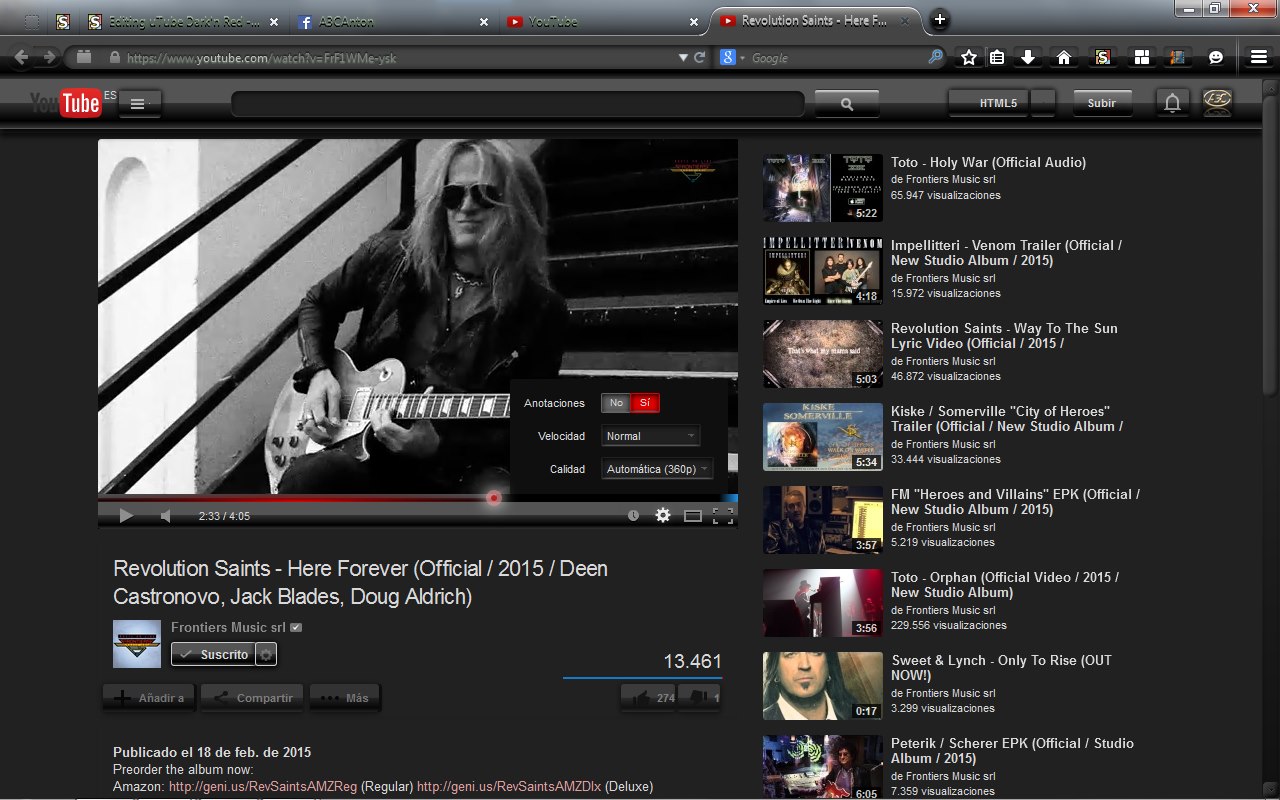 Editing uTube Dark'n Red -...
ABCAnton
YouTube
Revolution Saints - Here F...
https://www.youtube.com/watch?v=FrF1WMe-ysk
Google
YouTube ES
HTML5
Subir
Anotaciones No Sí
Velocidad Normal
Calidad Automática (360p)
2:33 / 4:05
Revolution Saints - Here Forever (Official / 2015 / Deen
Castronovo, Jack Blades, Doug Aldrich)
Frontiers Music srl
Suscrito
13.461
Añadir a
Compartir
Más
274
1
Publicado el 18 de feb. de 2015
Preorder the album now:
Amazon: http://geni.us/RevSaintsAMZReg (Regular) http://geni.us/RevSaintsAMZDlx (Deluxe)
5:22
Toto - Holy War (Official Audio)
de Frontiers Music srl
65.947 visualizaciones
IMPELLITTERI VENOM
4:18
Impellitteri - Venom Trailer (Official /
New Studio Album / 2015)
de Frontiers Music srl
15.972 visualizaciones
That's what my mama said
5:03
Revolution Saints - Way To The Sun
Lyric Video (Official / 2015 /
de Frontiers Music srl
46.872 visualizaciones
KISKE
SOMERVILLE
5:34
Kiske / Somerville "City of Heroes"
Trailer (Official / New Studio Album /
de Frontiers Music srl
33.444 visualizaciones
3:57
FM "Heroes and Villains" EPK (Official /
New Studio Album / 2015)
de Frontiers Music srl
5.219 visualizaciones
3:56
Toto - Orphan (Official Video / 2015 /
New Studio Album)
de Frontiers Music srl
229.556 visualizaciones
0:17
Sweet & Lynch - Only To Rise (OUT
NOW!)
de Frontiers Music srl
3.299 visualizaciones
6:05
Peterik / Scherer EPK (Official / Studio
Album / 2015)
de Frontiers Music srl
7.359 visualizaciones